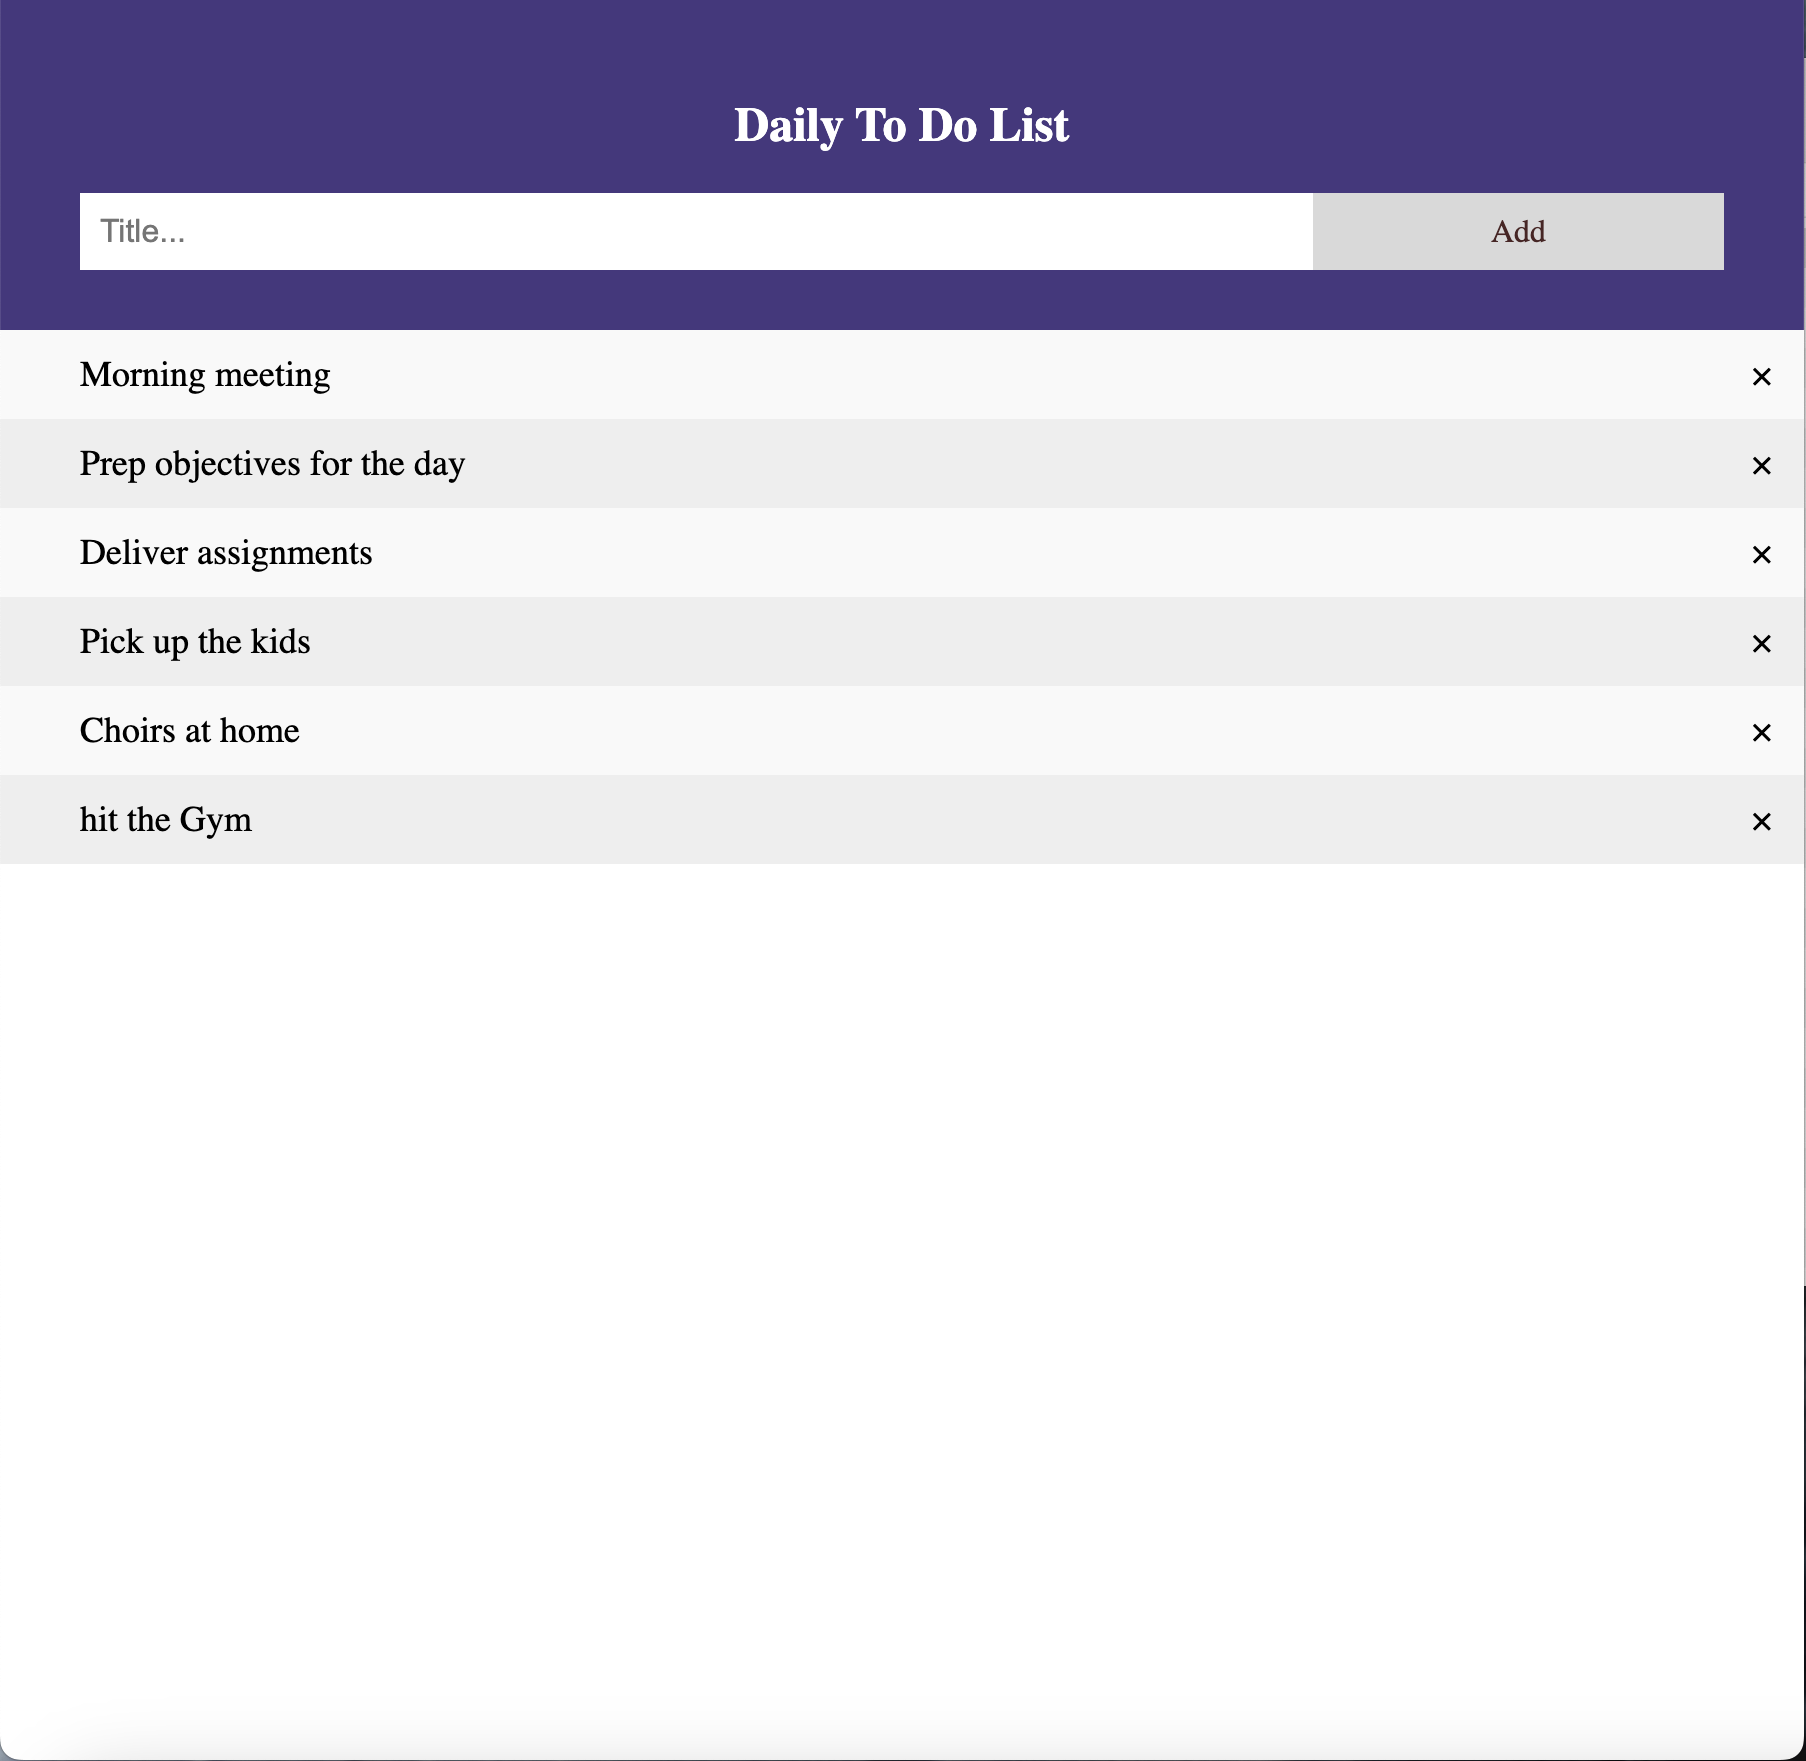 Daily To Do List
Title...
Add
Morning meeting ×
Prep objectives for the day ×
Deliver assignments ×
Pick up the kids ×
Choirs at home ×
hit the Gym ×